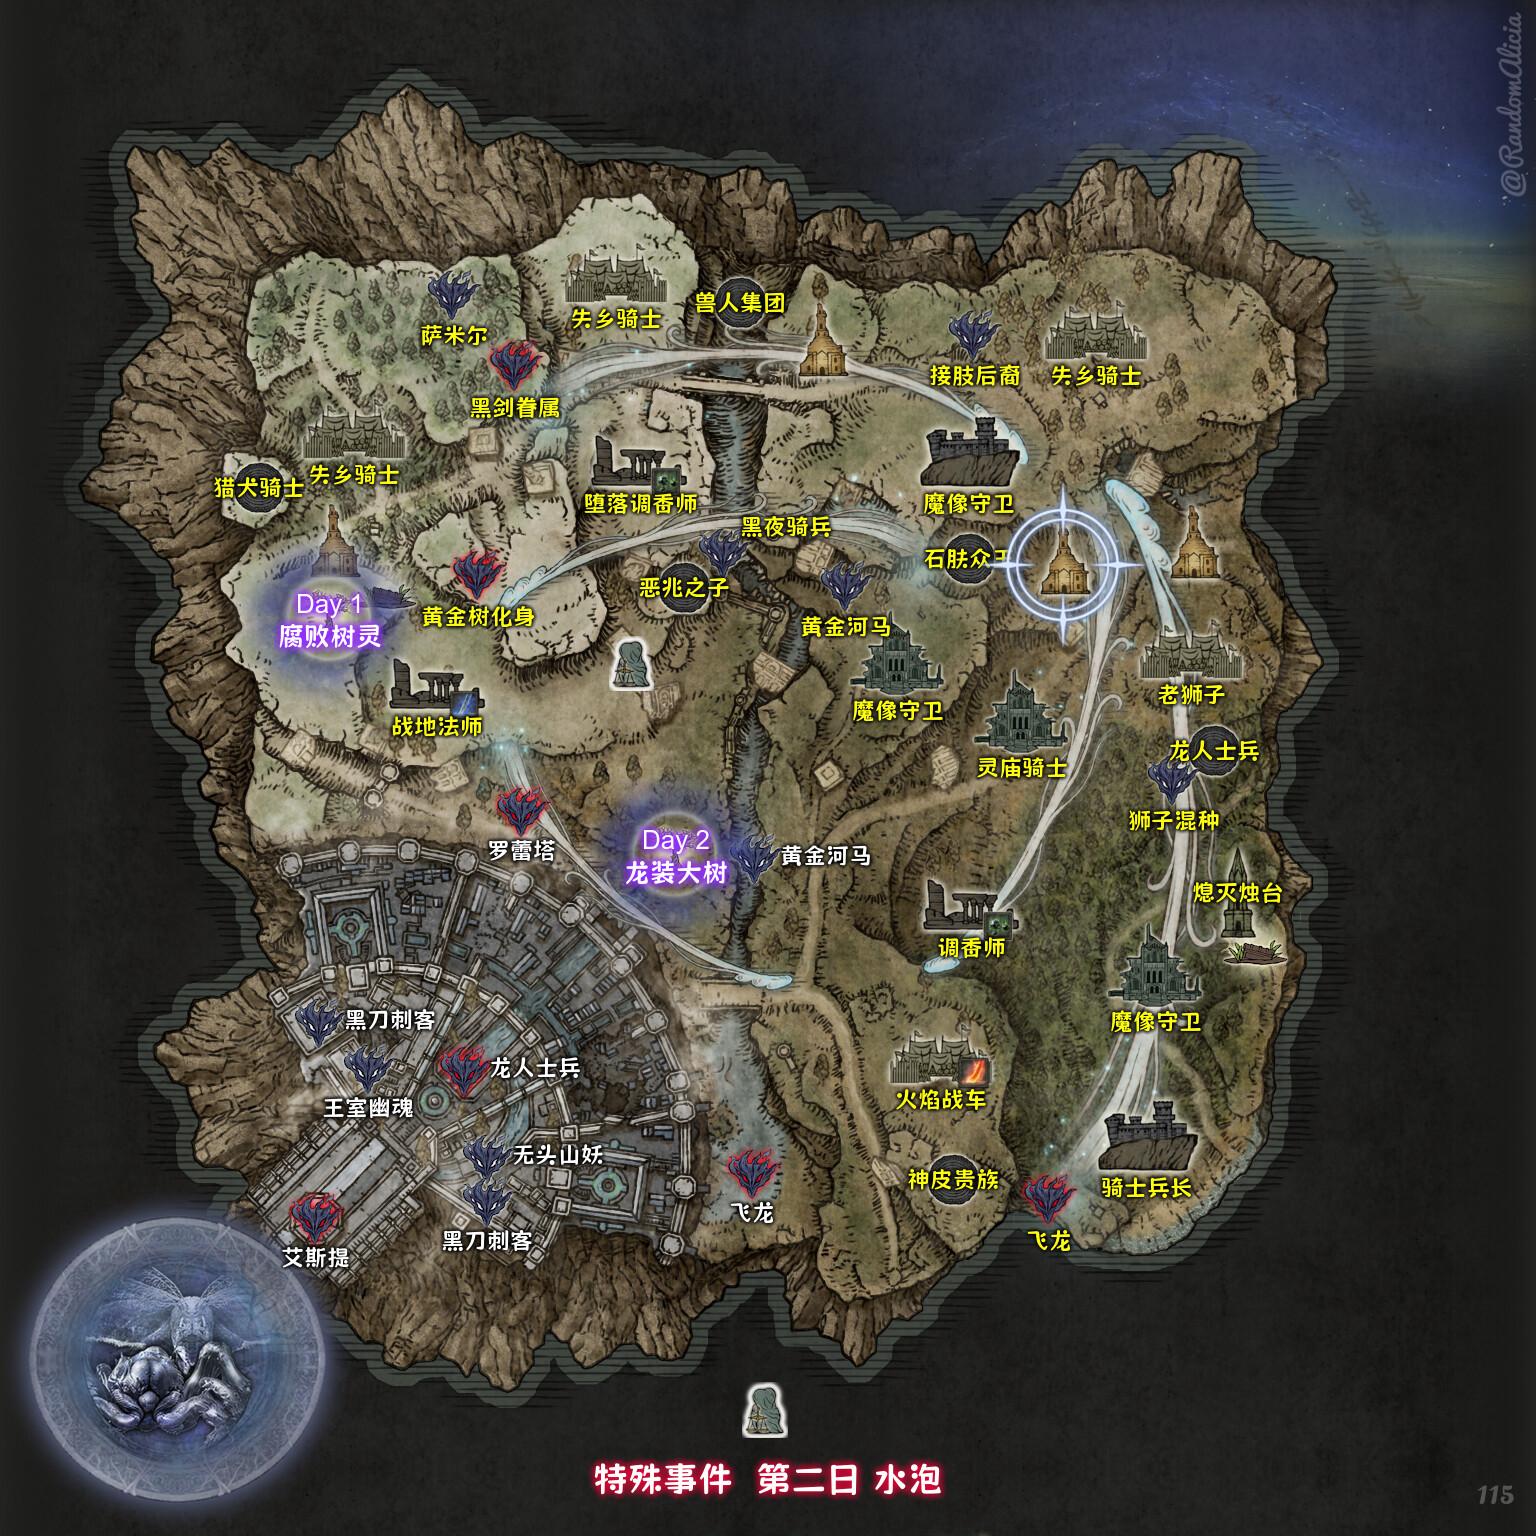 @RandomAlicia
萨米尔
失乡骑士
兽人集团
黑剑眷属
接肢后裔
失乡骑士
猎犬骑士
失乡骑士
堕落调香师
魔像守卫
黑夜骑兵
石肤众王
恶兆之子
Day 1
腐败树灵
黄金树化身
黄金河马
战地法师
魔像守卫
老狮子
灵庙骑士
龙人士兵
狮子混种
罗蕾塔
Day 2
龙装大树
黄金河马
熄灭烛台
调香师
黑刀刺客
魔像守卫
龙人士兵
王室幽魂
火焰战车
无头山妖
神皮贵族
骑士兵长
飞龙
黑刀刺客
飞龙
艾斯提
特殊事件 第二日 水泡
115